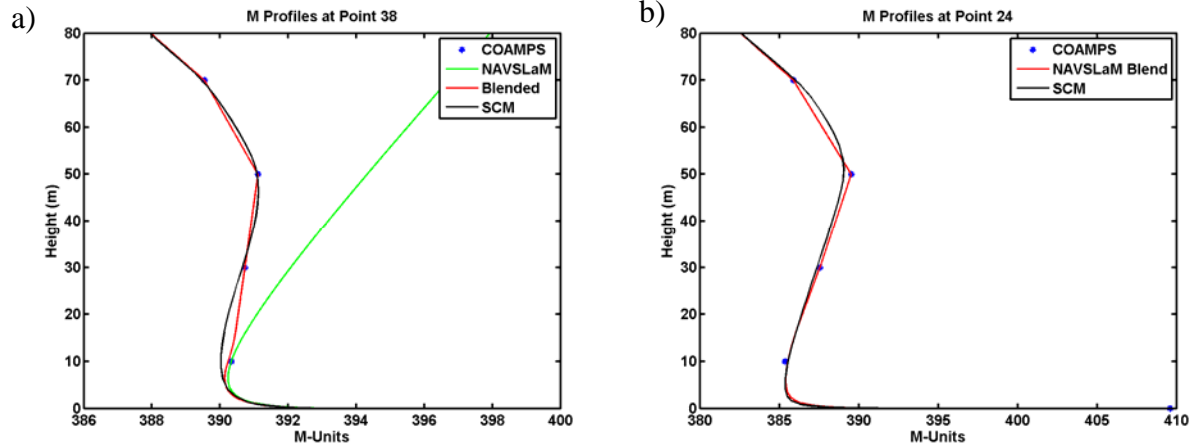 a)
M Profiles at Point 38
80
70
60
50
40
30
20
10
0
Height (m)
386
388
390
392
394
396
398
400
M-Units
COAMPS
NAVSLaM
Blended
SCM
b)
M Profiles at Point 24
80
70
60
50
40
30
20
10
0
Height (m)
380
385
390
395
400
405
410
M-Units
COAMPS
NAVSLaM Blend
SCM